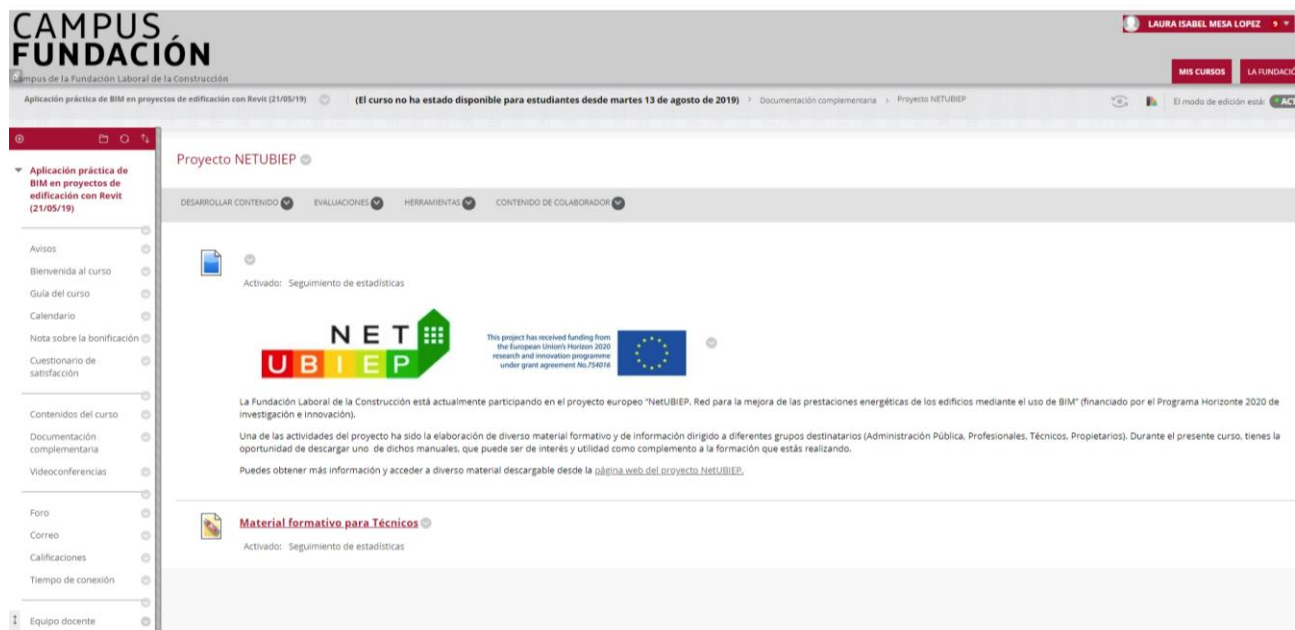 CAMPUS
FUNDACIÓN
Campus de la Fundación Laboral de la Construcción
LAURA ISABEL MESA LOPEZ 9
MIS CURSOS
LA FUNDACIÓ
Aplicación práctica de BIM en proyectos de edificación con Revit (21/05/19)
(El curso no ha estado disponible para estudiantes desde martes 13 de agosto de 2019)
Documentación complementaria
Proyecto NETUBIEP
El modo de edición está:
ACT
Aplicación práctica de
BIM en proyectos de
edificación con Revit
(21/05/19)
Avisos
Bienvenida al curso
Guía del curso
Calendario
Nota sobre la bonificación
Cuestionario de
satisfacción
Contenidos del curso
Documentación
complementaria
Videoconferencias
Foro
Correo
Calificaciones
Tiempo de conexión
Equipo docente
Proyecto NETUBIEP
DESARROLLAR CONTENIDO
EVALUACIONES
HERRAMIENTAS
CONTENIDO DE COLABORADOR
Activado: Seguimiento de estadísticas
NET
UBIEP
This project has received funding from
the European Union's Horizon 2020
research and innovation programme
under grant agreement No.754016
La Fundación Laboral de la Construcción está actualmente participando en el proyecto europeo "NetUBIEP. Red para la mejora de las prestaciones energéticas de los edificios mediante el uso de BIM" (financiado por el Programa Horizonte 2020 de
investigación e innovación).
Una de las actividades del proyecto ha sido la elaboración de diverso material formativo y de información dirigido a diferentes grupos destinatarios (Administración Pública, Profesionales, Técnicos, Propietarios). Durante el presente curso, tienes la
oportunidad de descargar uno de dichos manuales, que puede ser de interés y utilidad como complemento a la formación que estás realizando.
Puedes obtener más información y acceder a diverso material descargable desde la página web del proyecto NetUBIEP.
Material formativo para Técnicos
Activado: Seguimiento de estadísticas